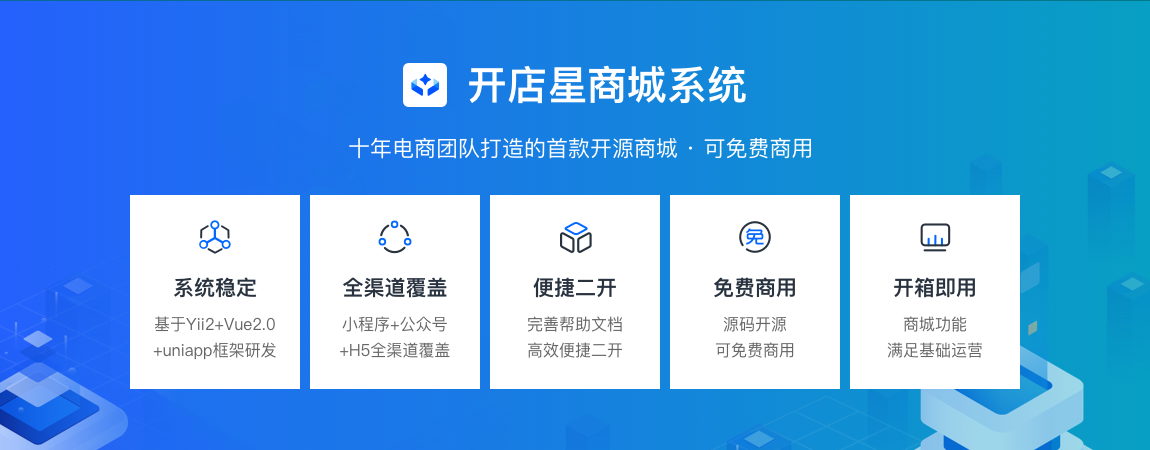 开店星商城系统
十年电商团队打造的首款开源商城 · 可免费商用
系统稳定
基于Yii2+Vue2.0
+uniapp框架研发
全渠道覆盖
小程序+公众号
+H5全渠道覆盖
便捷二开
完善帮助文档
高效便捷二开
免
免费商用
源码开源
可免费商用
开箱即用
商城功能
满足基础运营